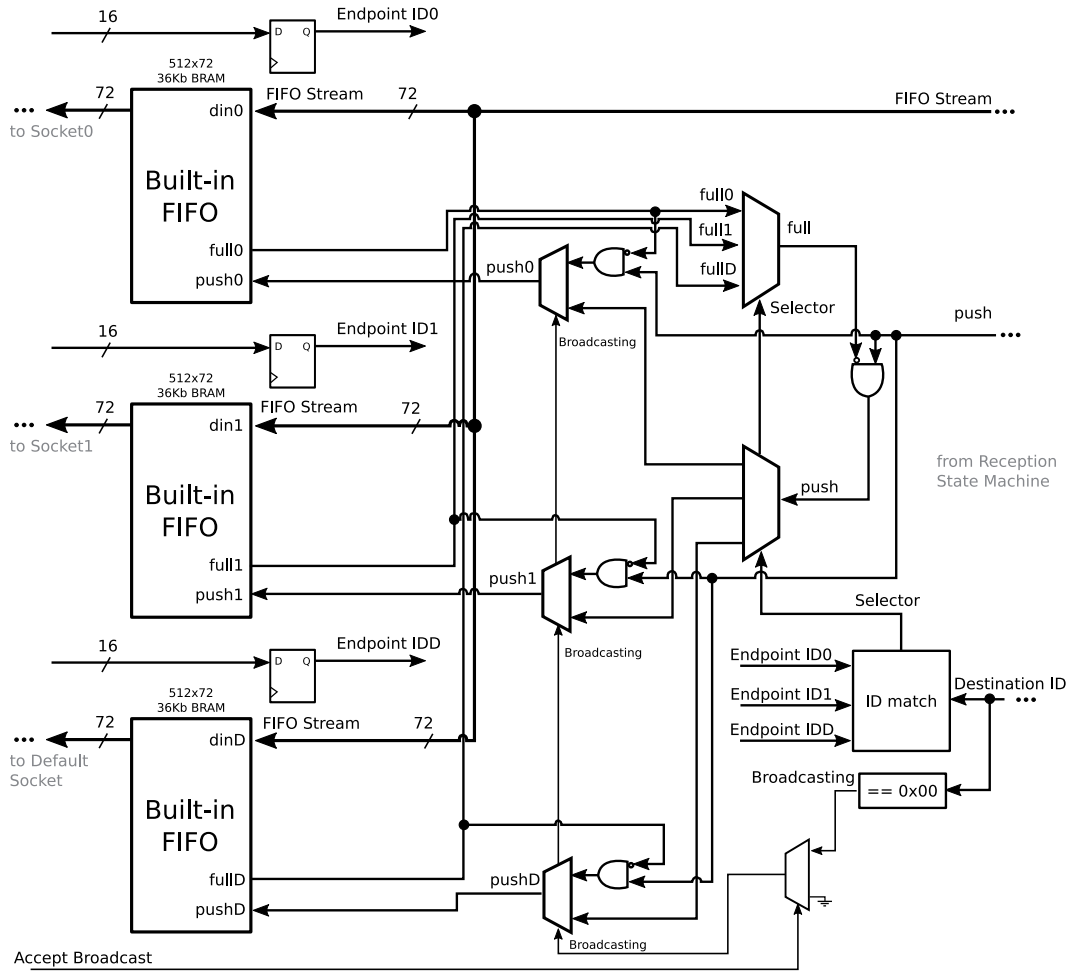 16
D Q
Endpoint ID0
512x72
36Kb BRAM
72
to Socket0
din0
FIFO Stream
72
FIFO Stream
Built-in
FIFO
full0
push0
full0
full1
fullD
full
push0
Selector
push
Broadcasting
16
D Q
Endpoint ID1
512x72
36Kb BRAM
72
to Socket1
din1
FIFO Stream
72
Built-in
FIFO
full1
push1
from Reception
State Machine
push
push1
Selector
Broadcasting
16
D Q
Endpoint IDD
512x72
36Kb BRAM
72
to Default
Socket
dinD
FIFO Stream
72
Built-in
FIFO
fullD
pushD
Endpoint ID0
Endpoint ID1
Endpoint IDD
ID match
Destination ID
Broadcasting
== 0x00
pushD
Broadcasting
Accept Broadcast